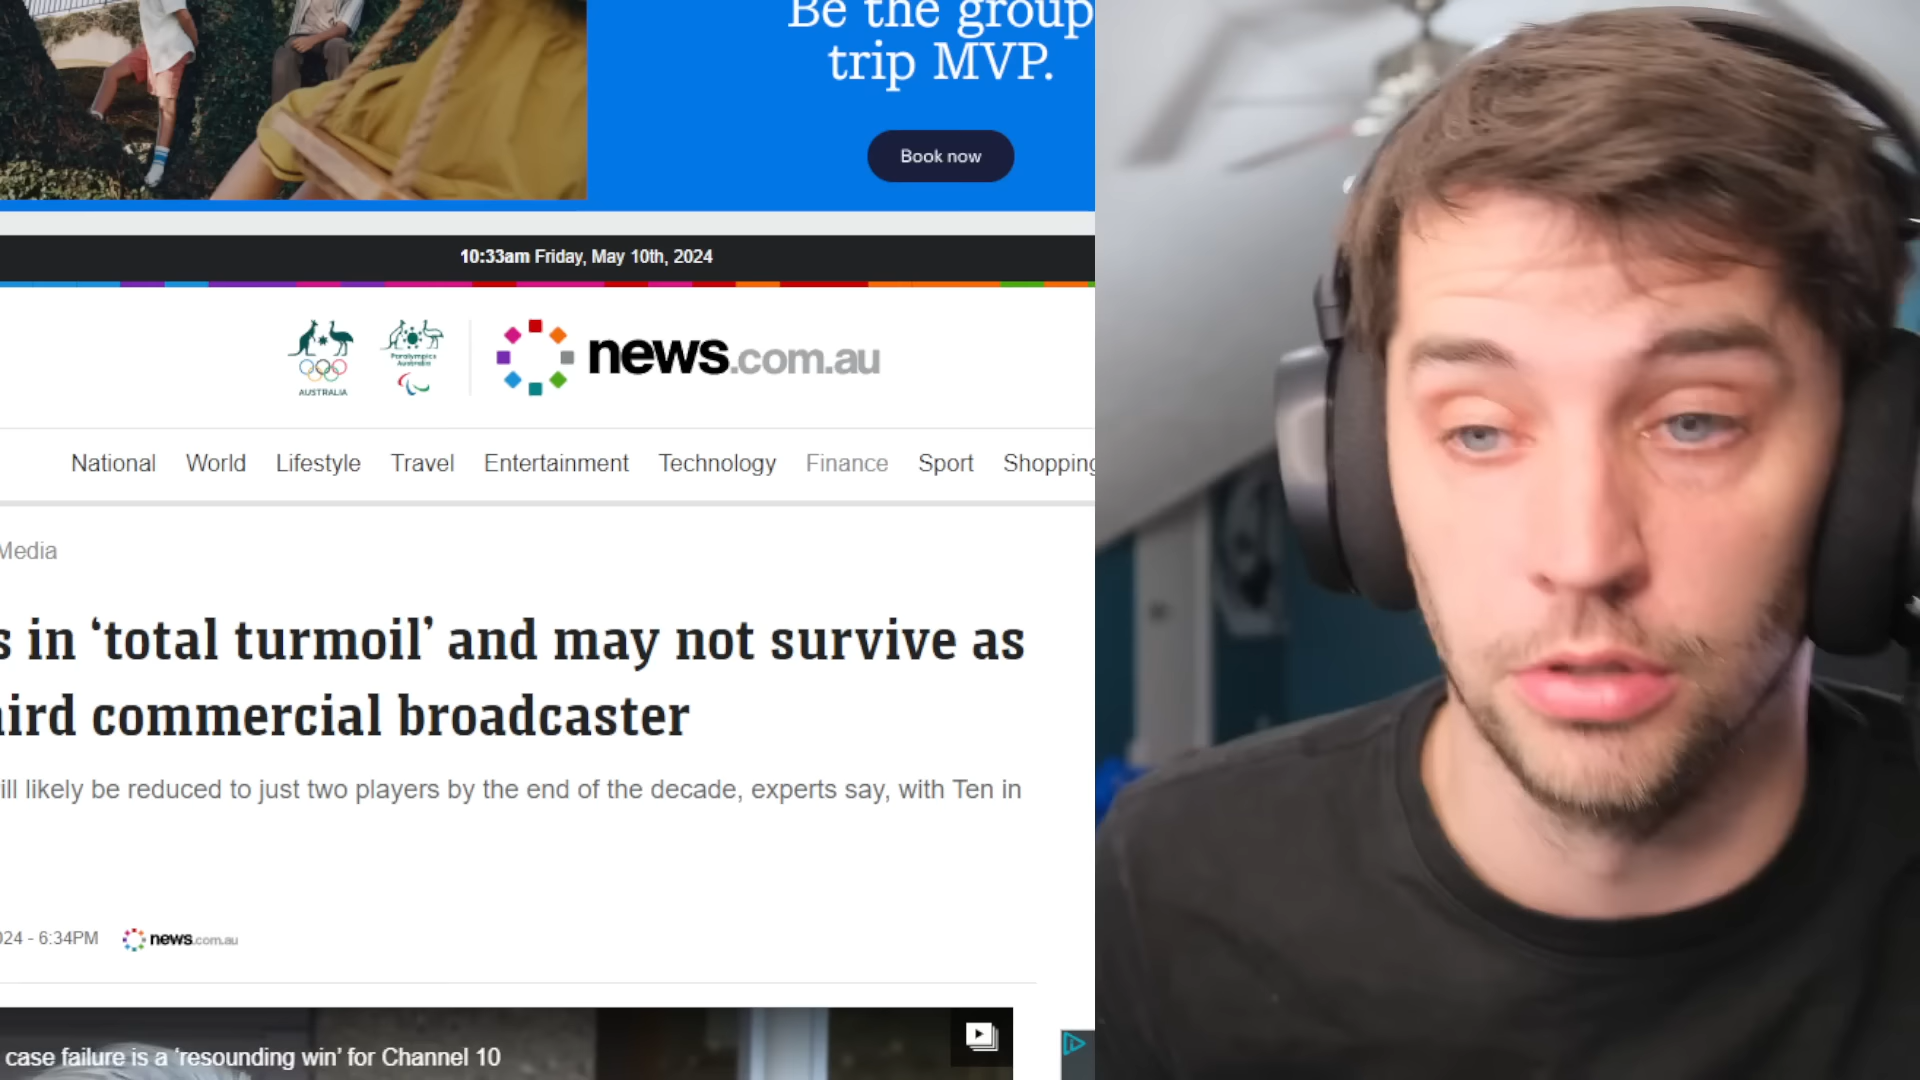 Be the group
trip MVP.
Book now
10:33am Friday, May 10th, 2024
AUSTRALIA
Paralympics
Australia
news.com.au
National World Lifestyle Travel Entertainment Technology Finance Sport Shopping
Media
s in ‘total turmoil’ and may not survive as
ird commercial broadcaster
ill likely be reduced to just two players by the end of the decade, experts say, with Ten in
024 - 6:34PM
news.com.au
case failure is a ‘resounding win’ for Channel 10